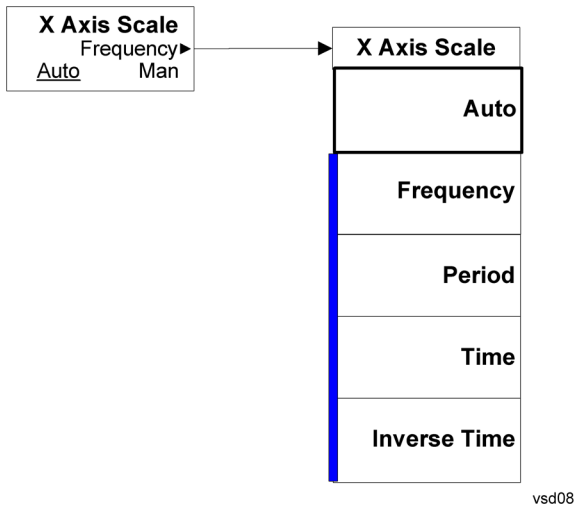 X Axis Scale
Frequency
Auto Man
X Axis Scale
Auto
Frequency
Period
Time
Inverse Time
vsd08